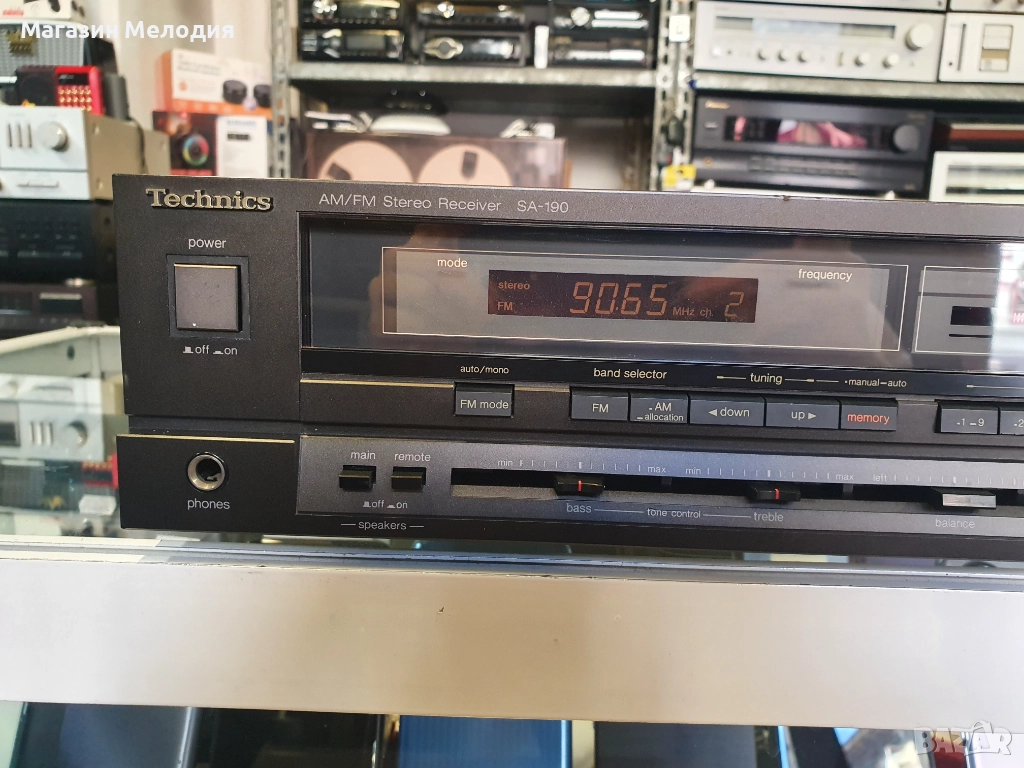 Магазин Мелодия
Technics
AM/FM Stereo Receiver SA-190
power
off on
mode
frequency
stereo
FM
90.65 MHz ch. 2
auto/mono
FM mode
band selector
FM
AM
allocation
tuning
down
up
manual-auto
memory
-1-9
phones
main
remote
off on
speakers
min
max
bass
tone control
min
max
treble
left
balance
BAZAR